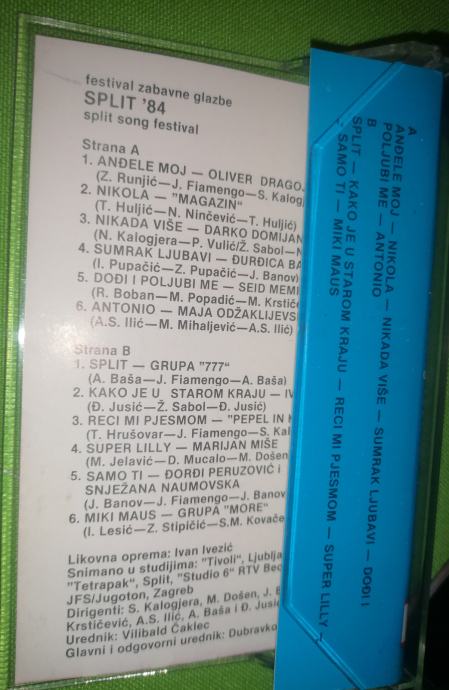 festival zabavne glazbe
SPLIT '84
split song festival
Strana A
1. ANĐELE MOJ — OLIVER DRAGOJ
(Z. Runjić—J. Fiamengo—S. Kalog
2. NIKOLA — "MAGAZIN"
(T. Huljić—N. Ninčević—T. Huljić)
3. NIKADA VIŠE — DARKO DOMIJAN
(N. Kalogjera—P. Vulić/Ž. Sabol—N
4. SUMRAK LJUBAVI — ĐURĐICA BA
(I. Pupačić—Z. Pupačić—J. Banov)
5. DOĐI I POLJUBI ME — SEID MEMI
(R. Boban—M. Popadić—M. Krstiče
6. ANTONIO — MAJA ODŽAKLIJEVS
(A.S. Ilić—M. Mihaljević—A.S. Ilić)
Strana B
1. SPLIT — GRUPA "777"
(A. Baša—J. Fiamengo—A. Baša)
2. KAKO JE U STAROM KRAJU — IV
(Đ. Jusić—Ž. Sabol—Đ. Jusić)
3. RECI MI PJESMOM — "PEPEL IN K
(T. Hrušovar—J. Fiamengo—S. Kal
4. SUPER LILLY — MARIJAN MIŠE
(M. Jelavić—D. Mucalo—M. Došen
5. SAMO TI — ĐORĐI PERUZOVIĆ i
SNJEŽANA NAUMOVSKA
(J. Banov—J. Fiamengo—J. Banov
6. MIKI MAUS — GRUPA "MORE"
(I. Lesić—Z. Stipičić—S.M. Kovače
Likovna oprema: Ivan Ivezić
Snimano u studijima: "Tivoli", Ljublja
"Tetrapak", Split, "Studio 6" RTV Beo
JFS/Jugoton, Zagreb
Dirigenti: S. Kalogjera, M. Došen, J. B
Krstičević, A.S. Ilić, A. Baša i Đ. Jusić
Urednik: Vilibald Čaklec
Glavni i odgovorni urednik: Dubravko
A
ANĐELE MOJ — NIKOLA — NIKADA VIŠE — SUMRAK LJUBAVI — DOĐI I
POLJUBI ME — ANTONIO
B
SPLIT — KAKO JE U STAROM KRAJU — RECI MI PJESMOM — SUPER LILLY —
- SAMO TI — MIKI MAUS